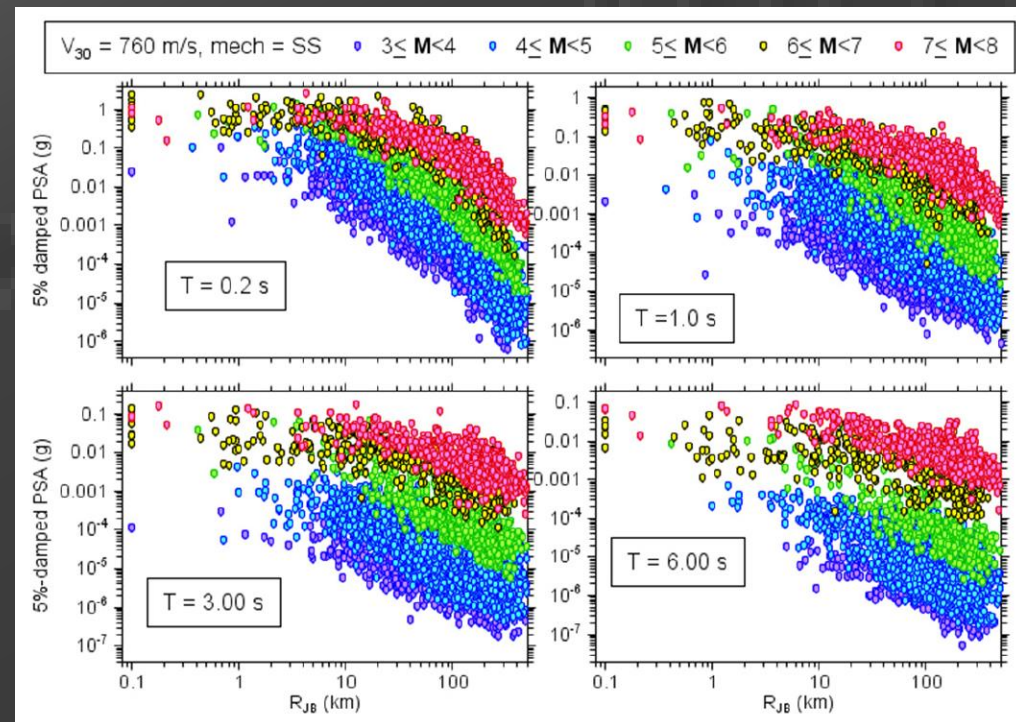 V30 = 760 m/s, mech = SS 3≤ M<4 4≤ M<5 5≤ M<6 6≤ M<7 7≤ M<8
5% damped PSA (g)
1
0.1
0.01
0.001
10-4
10-5
10-6
T = 0.2 s
1
0.1
0.01
0.001
10-4
10-5
10-6
T =1.0 s
5%-damped PSA (g)
0.1
0.01
0.001
10-4
10-5
10-6
10-7
T = 3.00 s
0.1 1 10 100
RJB (km)
0.1
0.01
0.001
10-4
10-5
10-6
10-7
T = 6.00 s
0.1 1 10 100
RJB (km)